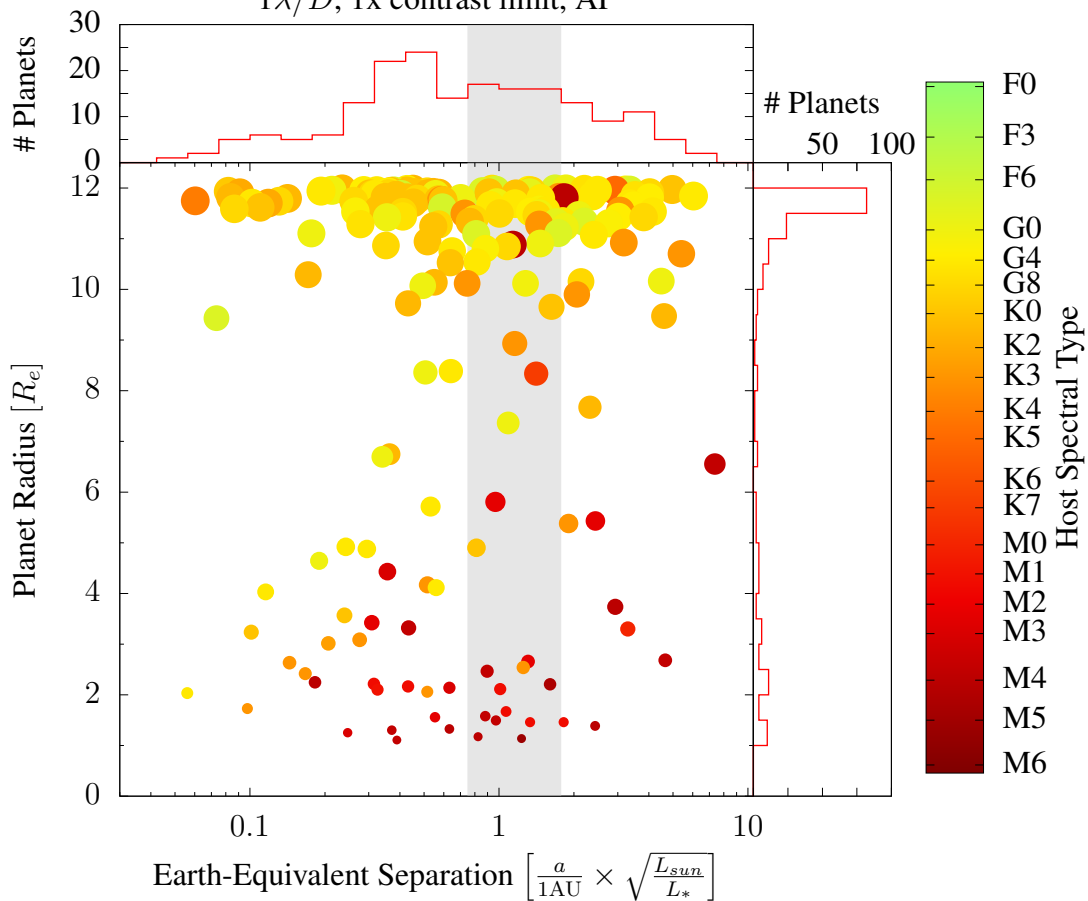 1λ/D, 1x contrast limit, AI
30
20
10
0
# Planets
# Planets
50
100
12
10
8
6
4
2
0
Planet Radius [R_e]
0.1
1
10
Earth-Equivalent Separation [a/1AU × √(L_sun/L_*)]
F0
F3
F6
G0
G4
G8
K0
K2
K3
K4
K5
K6
K7
M0
M1
M2
M3
M4
M5
M6
Host Spectral Type